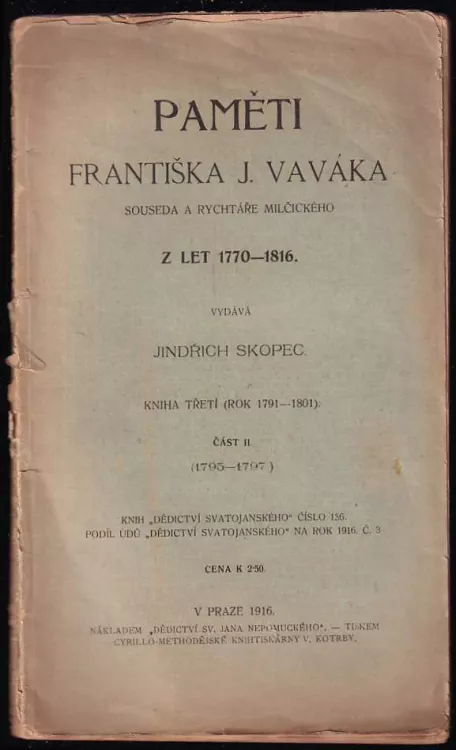 PAMĚTI
FRANTIŠKA J. VAVÁKA
SOUSEDA A RYCHTÁŘE MILČICKÉHO
Z LET 1770—1816.
VYDÁVÁ
JINDŘICH SKOPEC.
KNIHA TŘETÍ (ROK 1791—1801).
ČÁST II.
(1795—1797)
KNIH „DĚDICTVÍ SVATOJANSKÉHO“ ČÍSLO 136.
PODÍL ÚDŮ „DĚDICTVÍ SVATOJANSKÉHO“ NA ROK 1916. Č. 3
CENA K 2·50.
V PRAZE 1916.
NÁKLADEM „DĚDICTVÍ SV. JANA NEPOMUCKÉHO“. — TISKEM
CYRILLO-METHODĚJSKÉ KNIHTISKÁRNY V. KOTRBY.